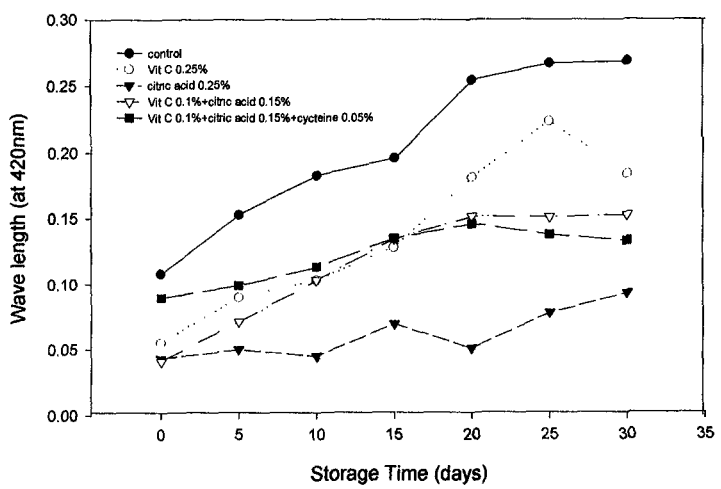 0.30
0.25
0.20
0.15
0.10
0.05
0.00
Wave length (at 420nm)
control
Vit C 0.25%
citric acid 0.25%
Vit C 0.1%+citric acid 0.15%
Vit C 0.1%+citric acid 0.15%+cycteine 0.05%
0 5 10 15 20 25 30 35
Storage Time (days)